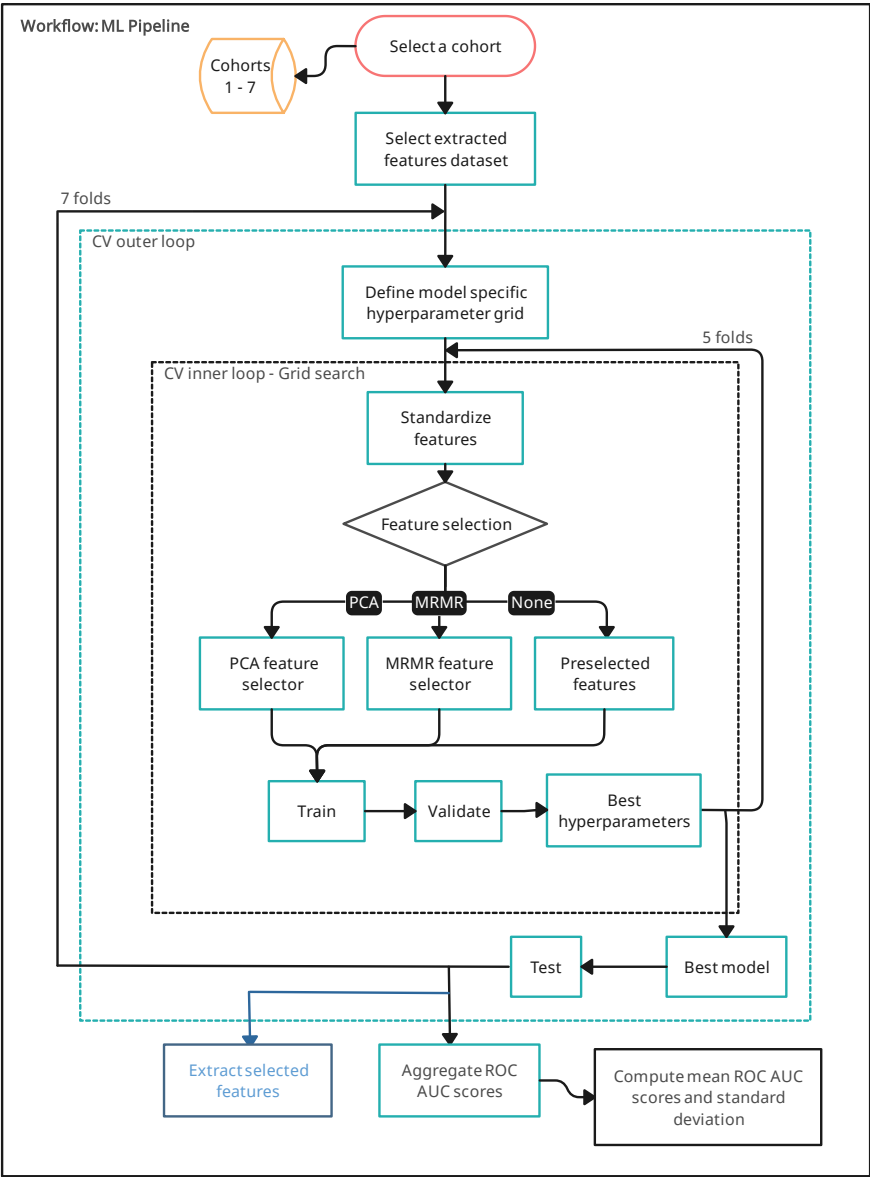 Workflow: ML Pipeline
Select a cohort
Cohorts
1 - 7
Select extracted
features dataset
7 folds
CV outer loop
Define model specific
hyperparameter grid
5 folds
CV inner loop - Grid search
Standardize
features
Feature selection
PCA
MRMR
None
PCA feature
selector
MRMR feature
selector
Preselected
features
Train
Validate
Best
hyperparameters
Test
Best model
Extract selected
features
Aggregate ROC
AUC scores
Compute mean ROC AUC
scores and standard
deviation